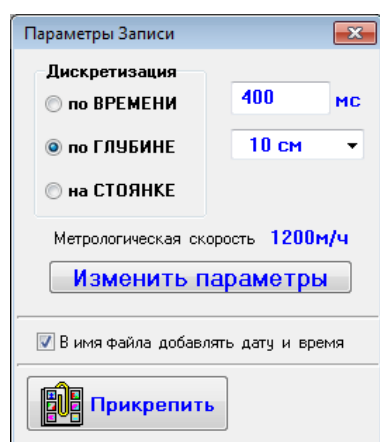 Параметры Записи
Дискретизация
по ВРЕМЕНИ 400 мс
по ГЛУБИНЕ 10 см
на СТОЯНКЕ
Метрологическая скорость 1200м/ч
Изменить параметры
В имя файла добавлять дату и время
Прикрепить